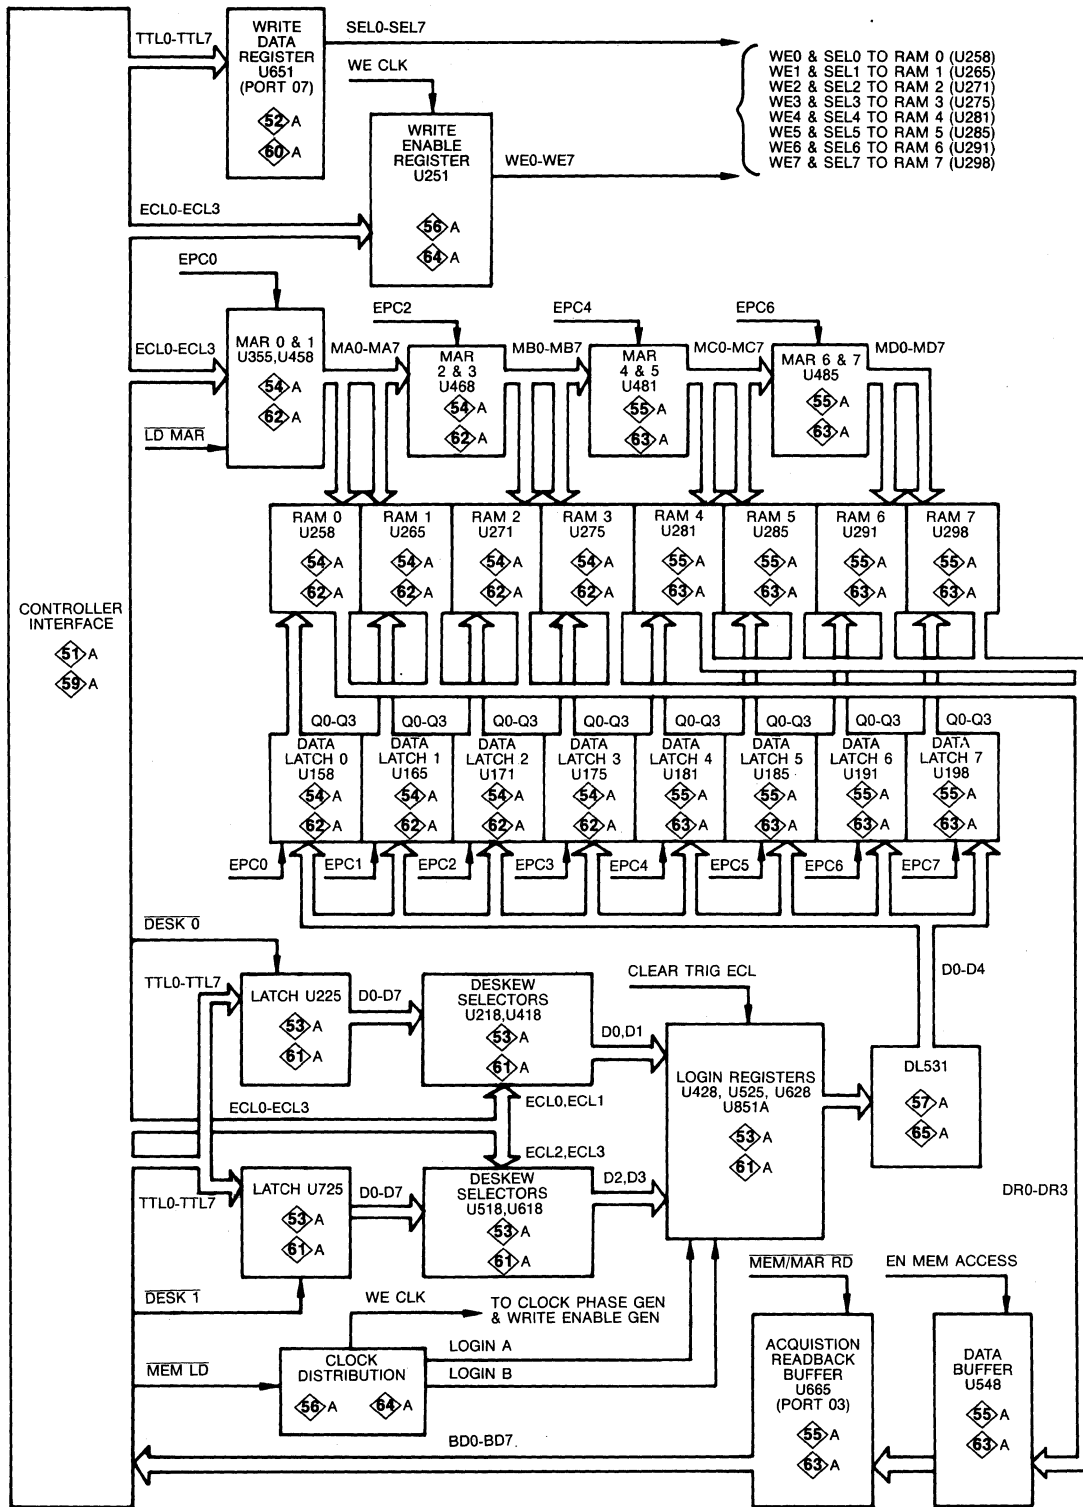 WRITE
DATA
REGISTER
U651
(PORT 07)
52 A
60 A
TTL0-TTL7
SEL0-SEL7
WE CLK
WE0 & SEL0 TO RAM 0 (U258)
WE1 & SEL1 TO RAM 1 (U265)
WE2 & SEL2 TO RAM 2 (U271)
WE3 & SEL3 TO RAM 3 (U275)
WE4 & SEL4 TO RAM 4 (U281)
WE5 & SEL5 TO RAM 5 (U285)
WE6 & SEL6 TO RAM 6 (U291)
WE7 & SEL7 TO RAM 7 (U298)
WRITE
ENABLE
REGISTER
U251
56 A
64 A
WE0-WE7
ECL0-ECL3
EPC0
EPC2
EPC4
EPC6
ECL0-ECL3
MAR 0 & 1
U355,U458
54 A
62 A
MA0-MA7
MAR
2 & 3
U468
54 A
62 A
MB0-MB7
MAR
4 & 5
U481
55 A
63 A
MC0-MC7
MAR 6 & 7
U485
55 A
63 A
MD0-MD7
LD MAR
RAM 0
U258
54 A
62 A
RAM 1
U265
54 A
62 A
RAM 2
U271
54 A
62 A
RAM 3
U275
54 A
62 A
RAM 4
U281
55 A
63 A
RAM 5
U285
55 A
63 A
RAM 6
U291
55 A
63 A
RAM 7
U298
55 A
63 A
CONTROLLER
INTERFACE
51 A
59 A
Q0-Q3 Q0-Q3 Q0-Q3 Q0-Q3 Q0-Q3 Q0-Q3 Q0-Q3 Q0-Q3
DATA
LATCH 0
U158
54 A
62 A
DATA
LATCH 1
U165
54 A
62 A
DATA
LATCH 2
U171
54 A
62 A
DATA
LATCH 3
U175
54 A
62 A
DATA
LATCH 4
U181
55 A
63 A
DATA
LATCH 5
U185
55 A
63 A
DATA
LATCH 6
U191
55 A
63 A
DATA
LATCH 7
U198
55 A
63 A
EPC0 EPC1 EPC2 EPC3 EPC4 EPC5 EPC6 EPC7
DESK 0
TTL0-TTL7
LATCH U225
53 A
61 A
D0-D7
DESKEW
SELECTORS
U218,U418
53 A
61 A
CLEAR TRIG ECL
D0-D4
D0,D1
LOGIN REGISTERS
U428, U525, U628
U851A
53 A
61 A
DL531
57 A
65 A
ECL0-ECL3
ECL0,ECL1
ECL2,ECL3
TTL0-TTL7
LATCH U725
53 A
61 A
D0-D7
DESKEW
SELECTORS
U518,U618
53 A
61 A
D2,D3
DR0-DR3
DESK 1
WE CLK
TO CLOCK PHASE GEN
& WRITE ENABLE GEN
MEM/MAR RD
EN MEM ACCESS
MEM LD
CLOCK
DISTRIBUTION
56 A 64 A
LOGIN A
LOGIN B
ACQUISTION
READBACK
BUFFER
U665
(PORT 03)
55 A
63 A
DATA
BUFFER
U548
55 A
63 A
BD0-BD7